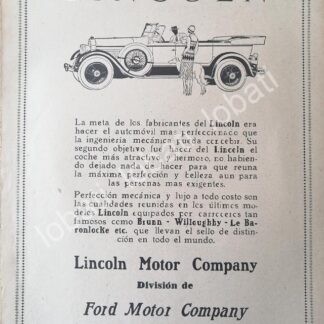 LINCOLN
La meta de los fabricantes del Lincoln era
hacer el automóvil mas perfeccionado que
la ingeniería mecánica pueda concebir. Su
segundo objetivo fué hacer del Lincoln el
coche más atractivo y hermoso, no habien-
do dejado nada de hacer para que reuna
la máxima perfección y belleza aun para
las personas mas exigentes.
Perfección mecánica y lujo a todo costo son
las cualidades reunidas en los últimos mo-
delos Lincoln equipados por carroceros tan
famosos como Brunn - Willoughby - Le Ba-
ronlocke etc. que llevan el sello de distin-
ción en todo el mundo.
Lincoln Motor Company
División de
Ford Motor Company